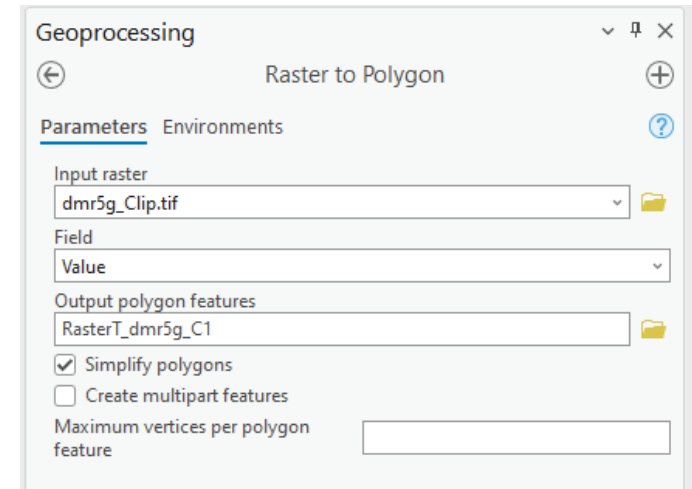 Geoprocessing
Raster to Polygon
Parameters Environments
Input raster
dmr5g_Clip.tif
Field
Value
Output polygon features
RasterT_dmr5g_C1
Simplify polygons
Create multipart features
Maximum vertices per polygon
feature